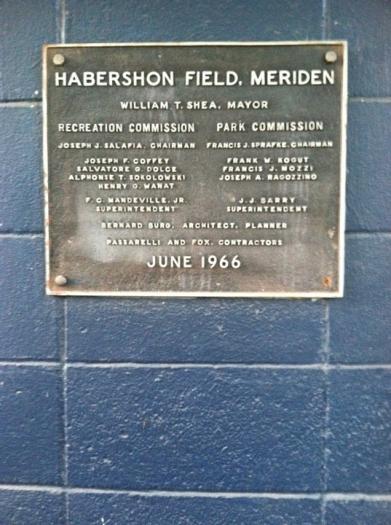 HABERSHON FIELD, MERIDEN
WILLIAM T. SHEA, MAYOR
RECREATION COMMISSION
JOSEPH J. SALAFIA, CHAIRMAN
JOSEPH F. COFFEY
SALVATORE G. DOLCE
ALPHONSE T. SOKOLOWSKI
HENRY G. WANAT
F. C. MANDEVILLE, JR.
SUPERINTENDENT
PARK COMMISSION
FRANCIS J. SPRAFKE, CHAIRMAN
FRANK W. KOGUT
FRANCIS J. MOZZI
JOSEPH A. RAGOZZINO
J. J. BARRY
SUPERINTENDENT
BERNARD BURG, ARCHITECT, PLANNER
PASSARELLI AND FOX, CONTRACTORS
JUNE 1966